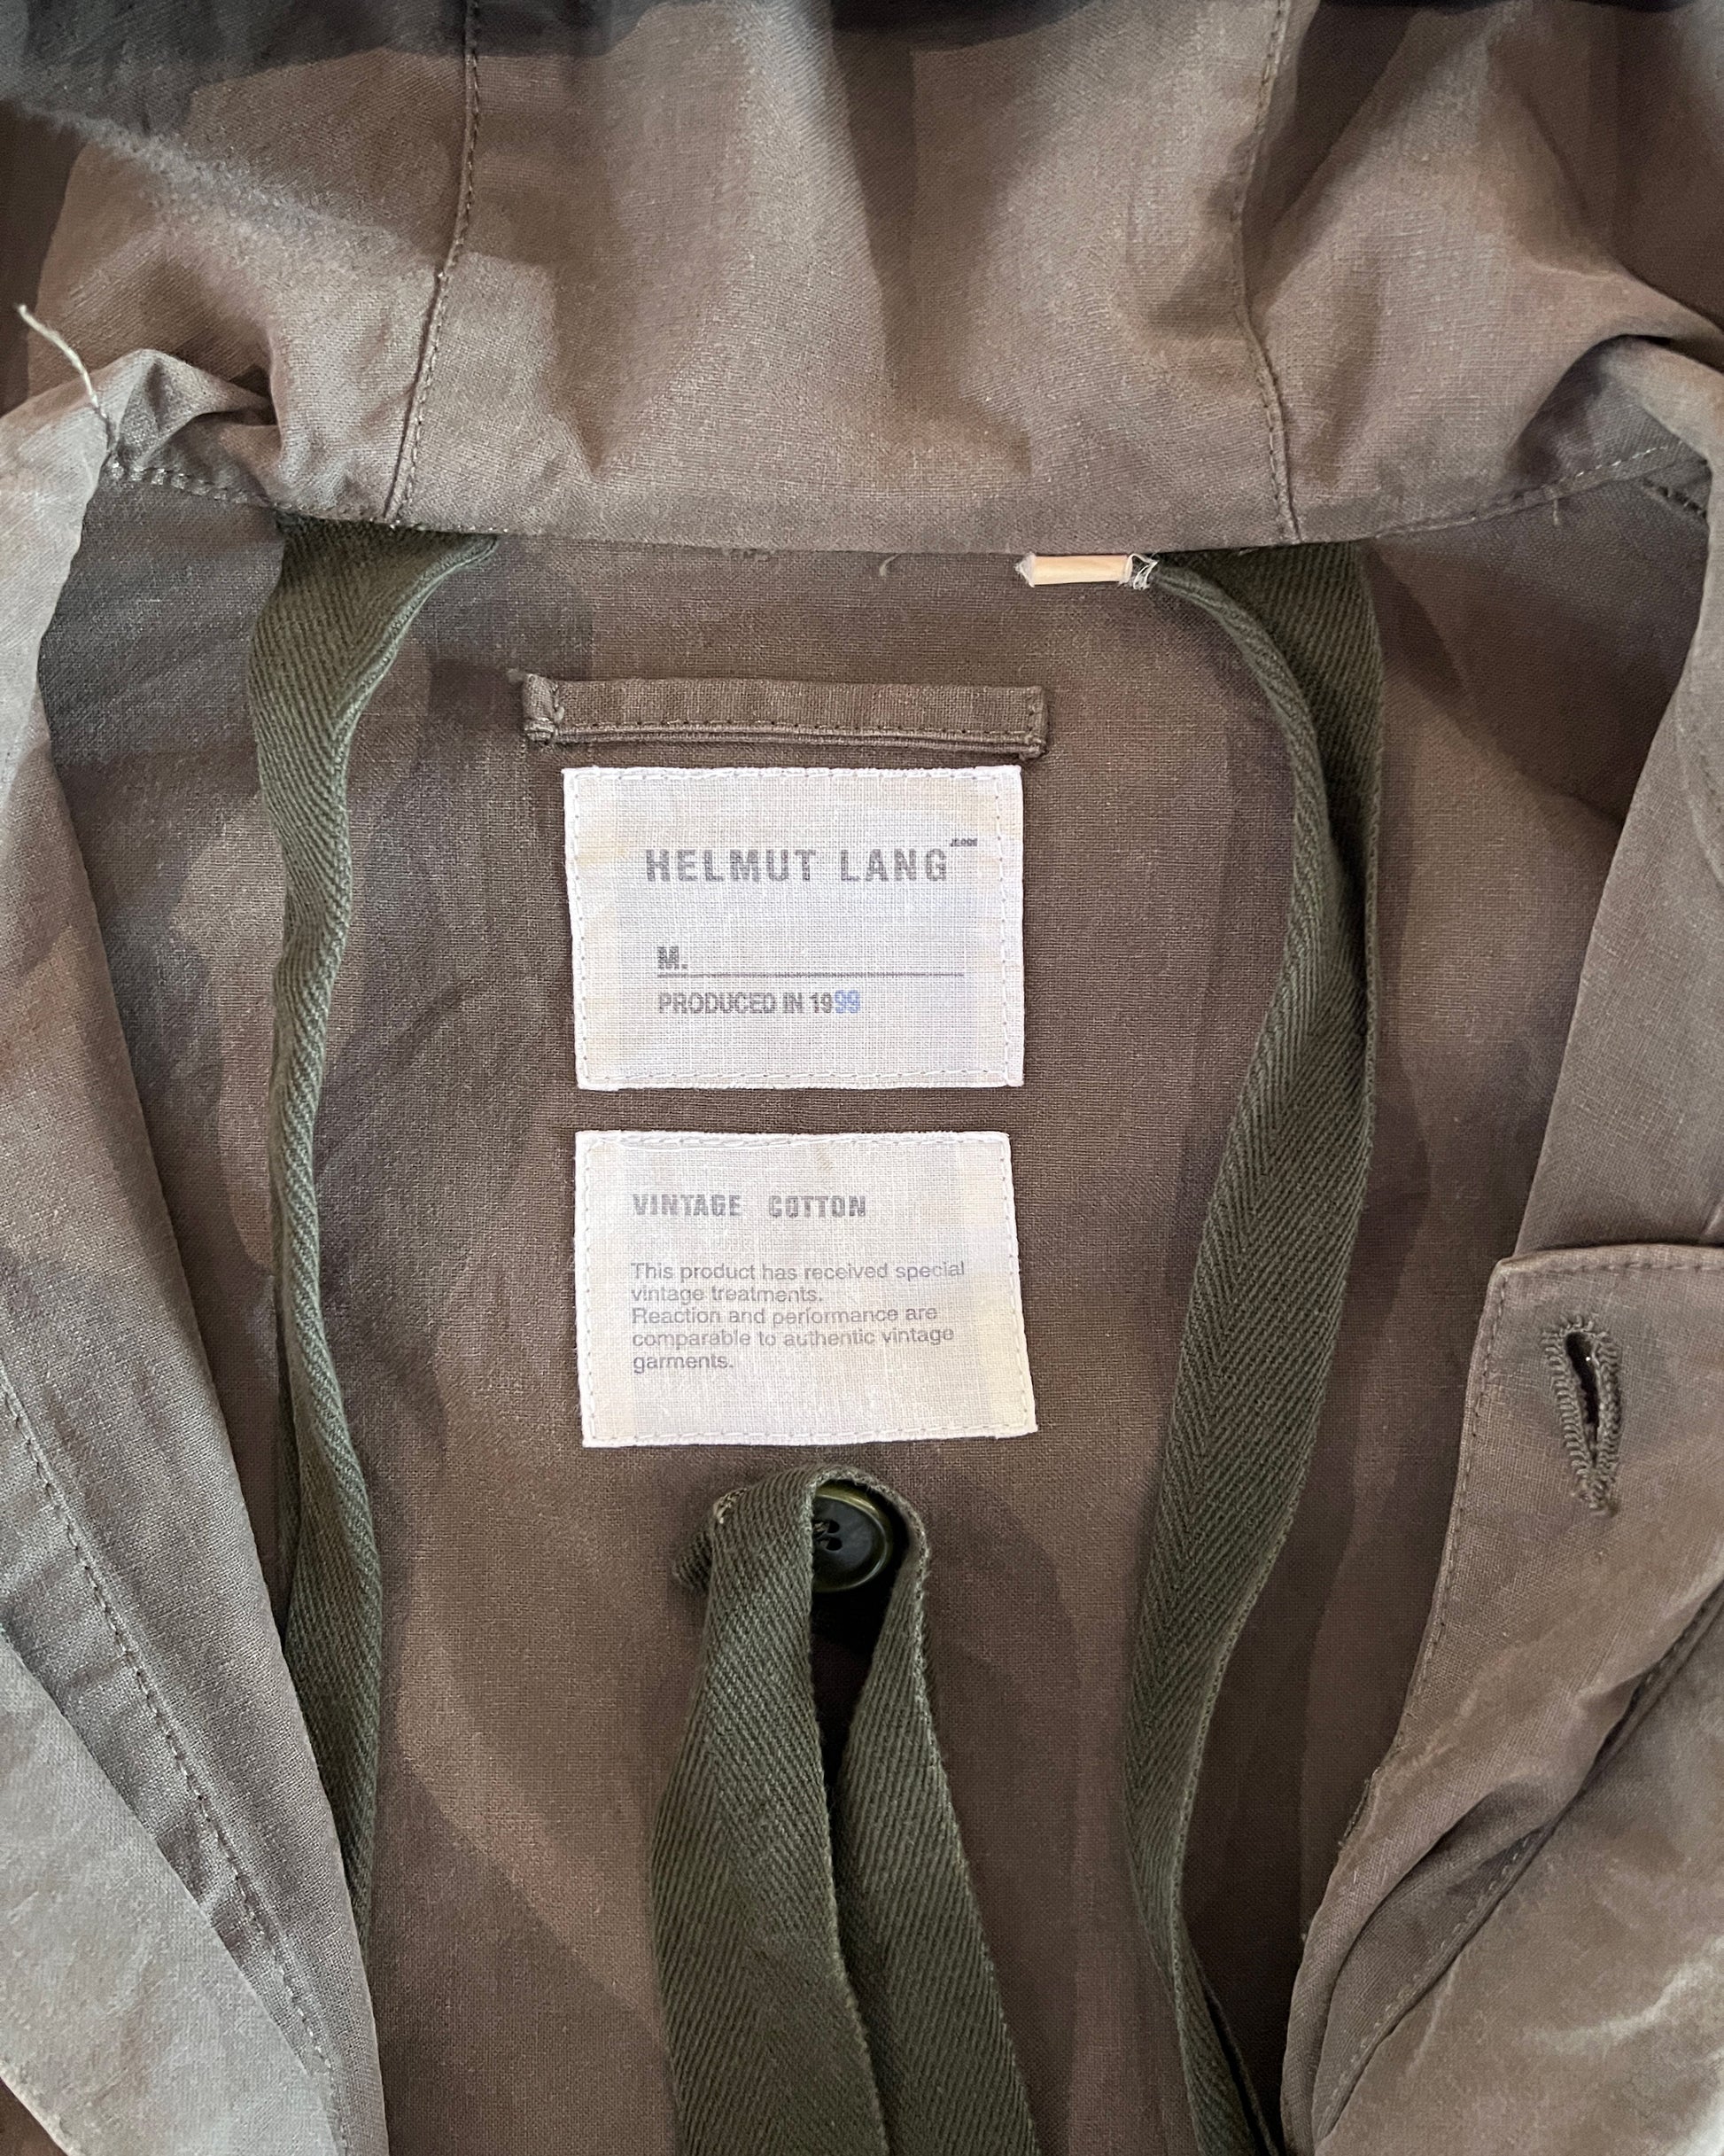 HELMUT LANG JEANS
M.
PRODUCED IN 1999
VINTAGE COTTON
This product has received special
vintage treatments.
Reaction and performance are
comparable to authentic vintage
garments.